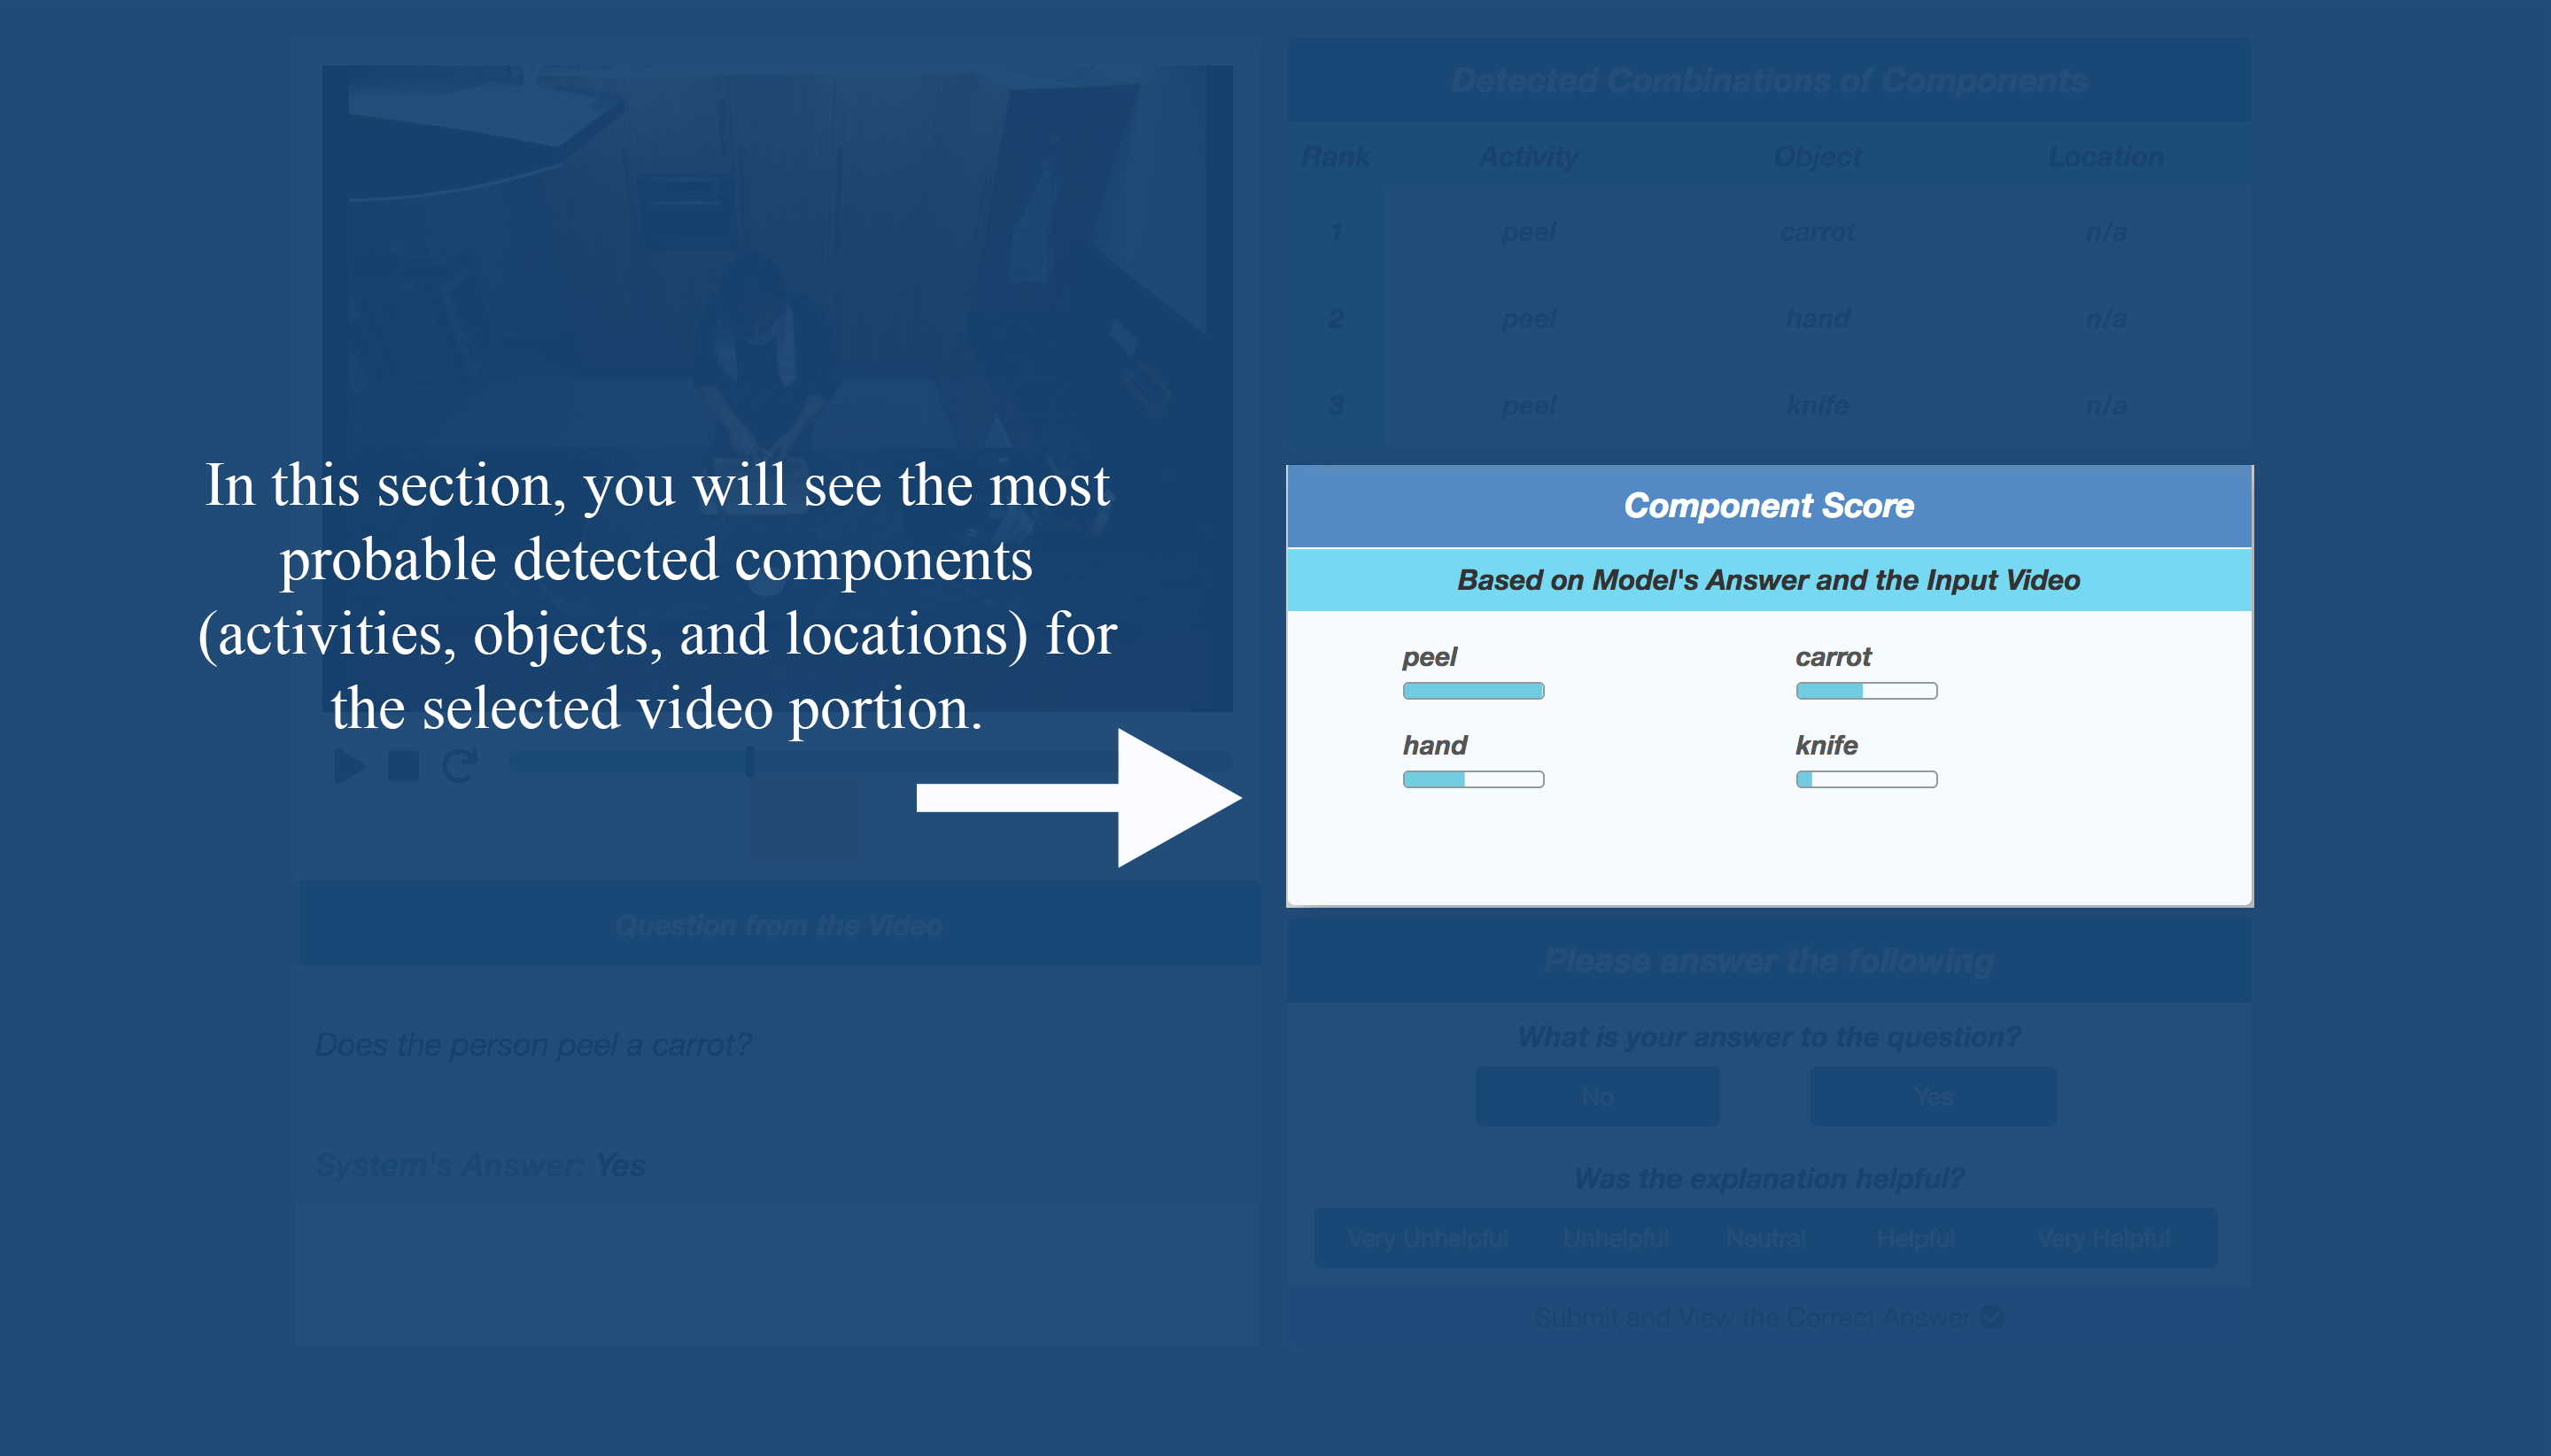 Detected Combinations of Components
Rank Activity Object Location
1 peel carrot n/a
2 peel hand n/a
3 peel knife n/a
In this section, you will see the most
probable detected components
(activities, objects, and locations) for
the selected video portion.
Component Score
Based on Model's Answer and the Input Video
peel carrot
hand knife
Question from the Video
Does the person peel a carrot?
System's Answer: Yes
Please answer the following
What is your answer to the question?
No Yes
Was the explanation helpful?
Very Unhelpful Unhelpful Neutral Helpful Very Helpful
Submit and View the Correct Answer